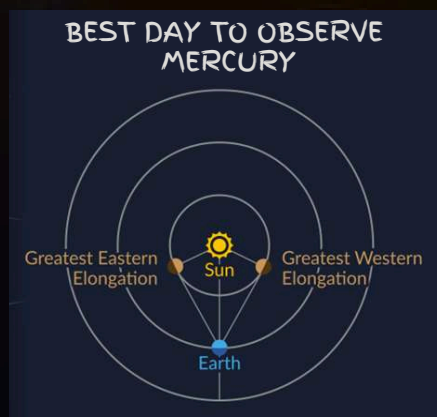 BEST DAY TO OBSERVE
MERCURY
Greatest Eastern
Elongation
Sun
Greatest Western
Elongation
Earth